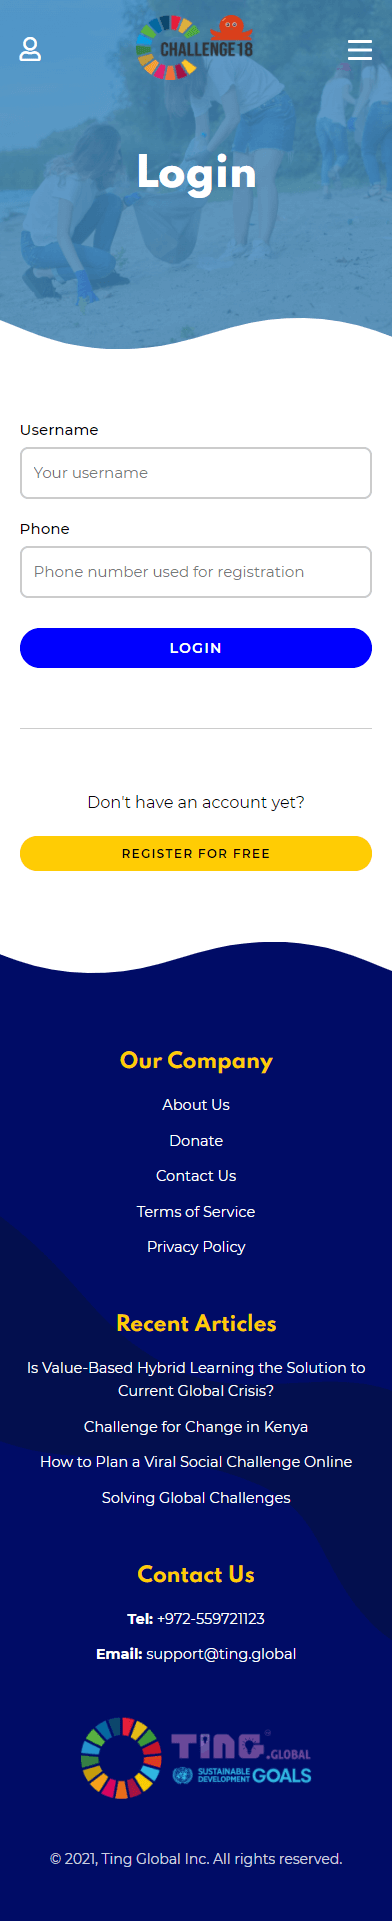 CHALLENGE18
Login
Username
Your username
Phone
Phone number used for registration
LOGIN
Don't have an account yet?
REGISTER FOR FREE
Our Company
About Us
Donate
Contact Us
Terms of Service
Privacy Policy
Recent Articles
Is Value-Based Hybrid Learning the Solution to
Current Global Crisis?
Challenge for Change in Kenya
How to Plan a Viral Social Challenge Online
Solving Global Challenges
Contact Us
Tel: +972-559721123
Email: support@ting.global
TING.GLOBAL
SUSTAINABLE
DEVELOPMENT GOALS
© 2021, Ting Global Inc. All rights reserved.